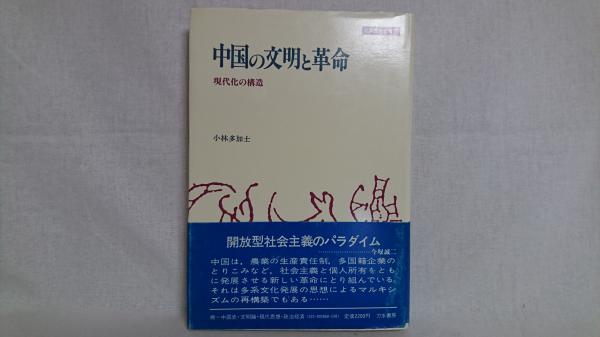 中国の文明と革命
現代化の構造
小林多加士
開放型社会主義のパラダイム
今堀誠二
中国は，農業の生産責任制，多国籍企業の
とりこみなど，社会主義と個人所有をとも
に発展させる新しい革命にとり組んでいる。
それは多系文化発展の思想によるマルキシ
ズムの再構築でもある……
定価2200円 刀水書房